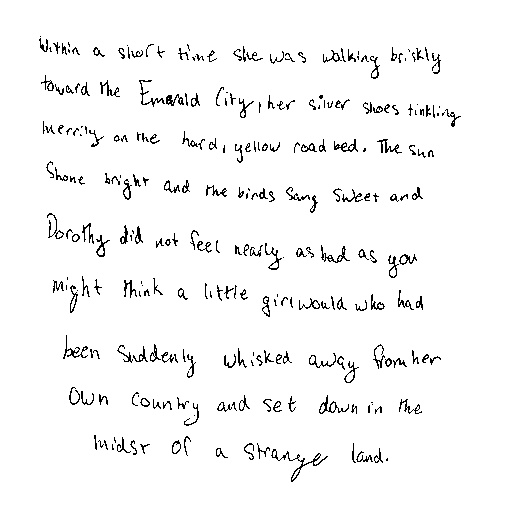 Within a short time she was walking briskly
toward the Emerald City, her silver shoes tinkling
merrily on the hard, yellow road bed. The sun
Shone bright and the birds Sang Sweet and
Dorothy did not feel nearly as bad as you
might think a little girl would who had
been Suddenly whisked away from her
Own Country and set down in the
midst of a strange land.